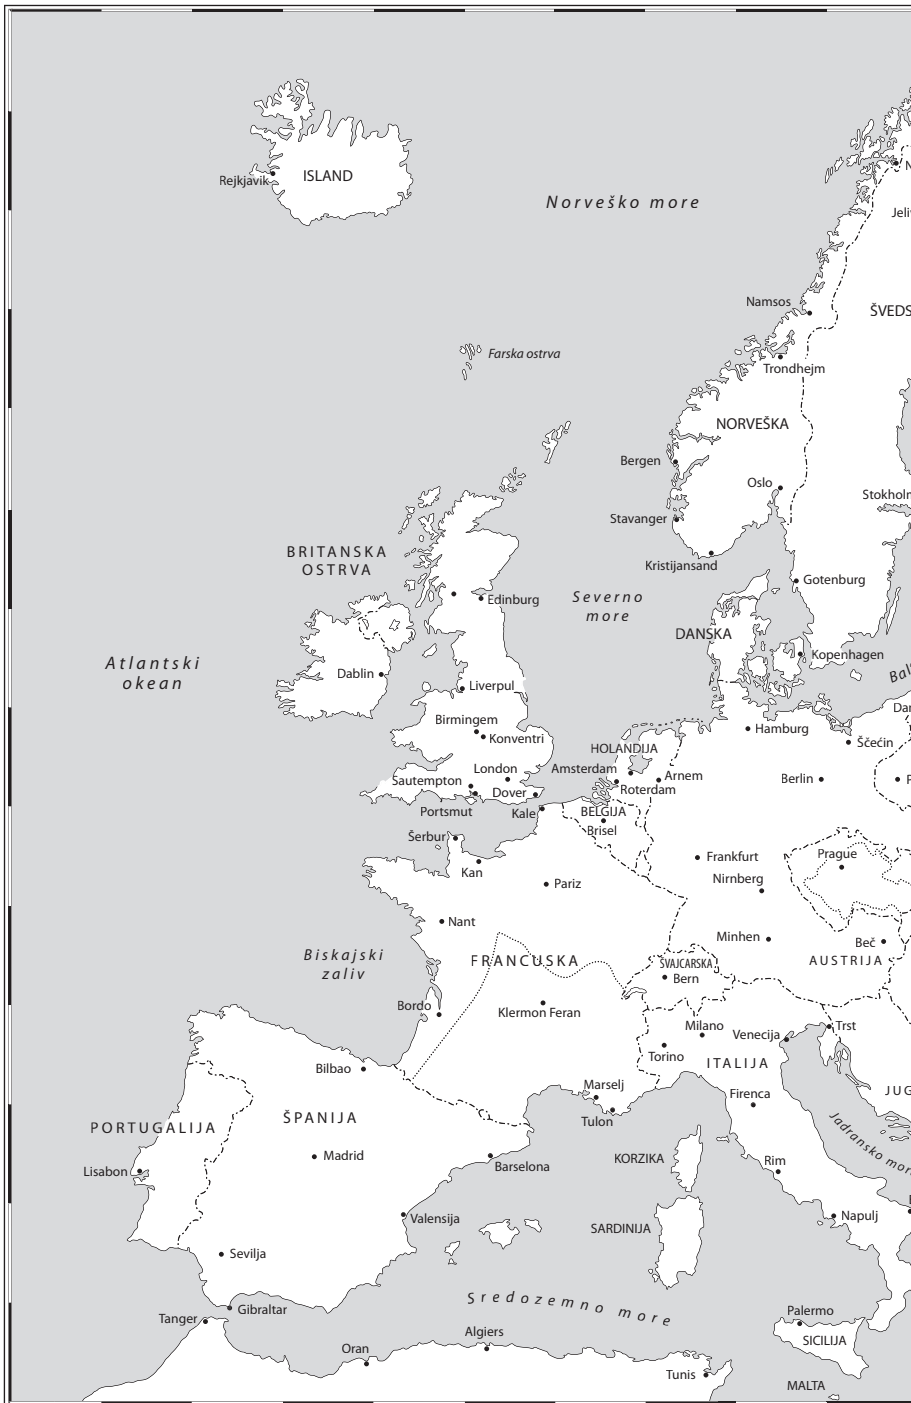 Rejkjavik
ISLAND
Norveško more
Namsos
Farska ostrva
Trondhejm
NORVEŠKA
Bergen
Oslo
Stavanger
Kristijansand
BRITANSKA
OSTRVA
Edinburg
Severno
more
Gotenburg
DANSKA
Kopenhagen
Atlantski
okean
Dablin
Liverpul
Birmingem
Konventri
Hamburg
Ščećin
HOLANDIJA
London
Amsterdam
Arnem
Berlin
Sautempton
Dover
Roterdam
Portsmut
Kale
BELGIJA
Brisel
Šerbur
Kan
Frankfurt
Prague
Pariz
Nirnberg
Nant
Minhen
Beč
Biskajski
zaliv
FRANCUSKA
ŠVAJCARSKA
Bern
AUSTRIJA
Bordo
Klermon Feran
Milano
Venecija
Trst
Torino
ITALIJA
Bilbao
Marselj
Firenca
JUG
Tulon
ŠPANIJA
PORTUGALIJA
Jadransko mor
Lisabon
Madrid
Barselona
KORZIKA
Rim
Valensija
SARDINIJA
Napulj
Sevilja
Sredozemno more
Gibraltar
Tanger
Palermo
Algiers
Oran
SICILIJA
Tunis
MALTA
ŠVEDS
Stokholm
Jeliv